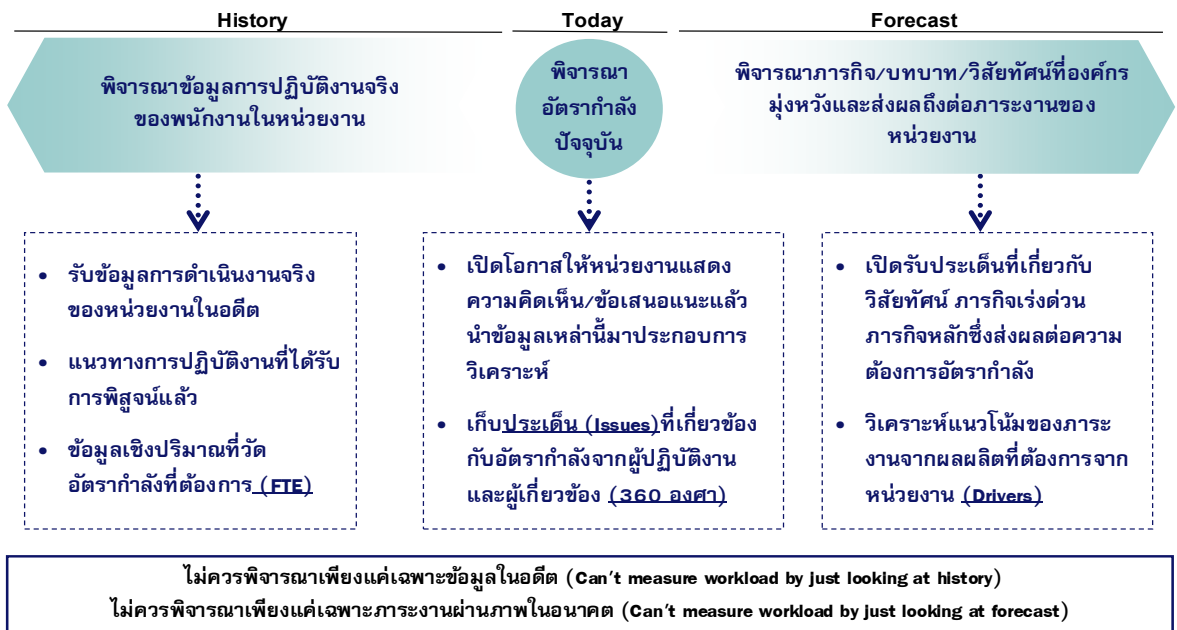 History
Today
Forecast
พิจารณาข้อมูลการปฏิบัติงานจริง
ของพนักงานในหน่วยงาน
พิจารณา
อัตรากำลัง
ปัจจุบัน
พิจารณาภารกิจ/บทบาท/วิสัยทัศน์ที่องค์กร
มุ่งหวังและส่งผลถึงต่อภาระงานของ
หน่วยงาน
• รับข้อมูลการดำเนินงานจริง
ของหน่วยงานในอดีต
• แนวทางการปฏิบัติงานที่ได้รับ
การพิสูจน์แล้ว
• ข้อมูลเชิงปริมาณที่วัด
อัตรากำลังที่ต้องการ (FTE)
• เปิดโอกาสให้หน่วยงานแสดง
ความคิดเห็น/ข้อเสนอแนะแล้ว
นำข้อมูลเหล่านี้มาประกอบการ
วิเคราะห์
• เก็บประเด็น (Issues)ที่เกี่ยวข้อง
กับอัตรากำลังจากผู้ปฏิบัติงาน
และผู้เกี่ยวข้อง (360 องศา)
• เปิดรับประเด็นที่เกี่ยวกับ
วิสัยทัศน์ ภารกิจเร่งด่วน
ภารกิจหลักซึ่งส่งผลต่อความ
ต้องการอัตรากำลัง
• วิเคราะห์แนวโน้มของภาระ
งานจากผลผลิตที่ต้องการจาก
หน่วยงาน (Drivers)
ไม่ควรพิจารณาเพียงแค่เฉพาะข้อมูลในอดีต (Can't measure workload by just looking at history)
ไม่ควรพิจารณาเพียงแค่เฉพาะภาระงานผ่านภาพในอนาคต (Can't measure workload by just looking at forecast)